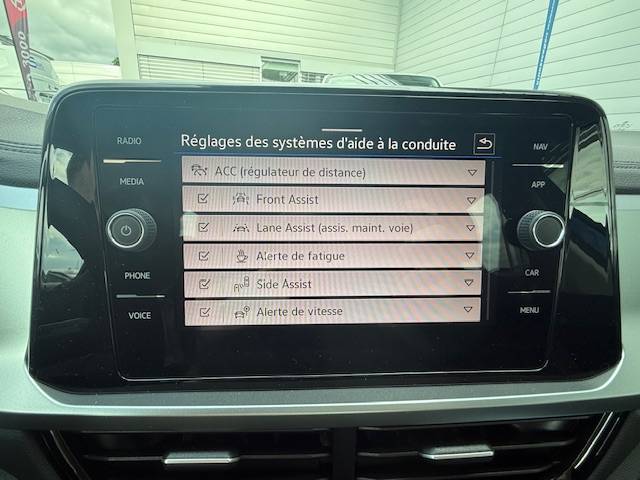 RADIO
MEDIA
PHONE
VOICE
Réglages des systèmes d'aide à la conduite
ACC (régulateur de distance)
Front Assist
Lane Assist (assis. maint. voie)
Alerte de fatigue
Side Assist
Alerte de vitesse
NAV
APP
CAR
MENU